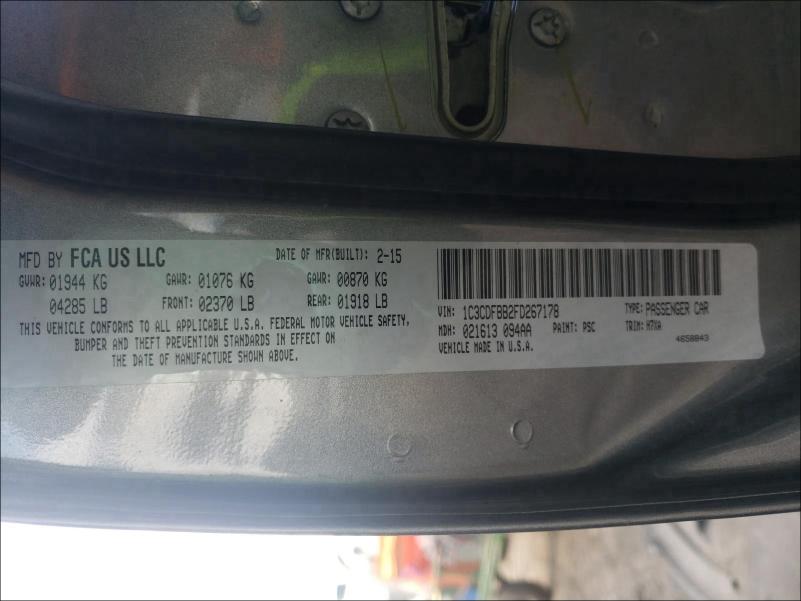 MFD BY FCA US LLC DATE OF MFR(BUILT): 2-15
GVWR: 01944 KG GAWR: 01076 KG GAWR: 00870 KG
04285 LB FRONT: 02370 LB REAR: 01918 LB
THIS VEHICLE CONFORMS TO ALL APPLICABLE U.S.A. FEDERAL MOTOR VEHICLE SAFETY,
BUMPER AND THEFT PREVENTION STANDARDS IN EFFECT ON
THE DATE OF MANUFACTURE SHOWN ABOVE.
VIN: 1C3CDFBB2FD267178 TYPE: PASSENGER CAR
MDH: 021613 094AA PAINT: PSC TRIM: H7XA
VEHICLE MADE IN U.S.A. 4658843